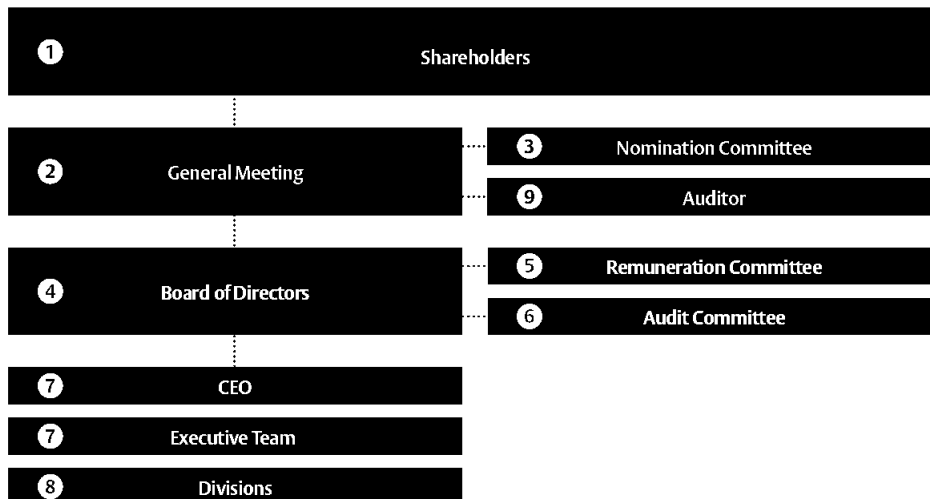 1 Shareholders
2 General Meeting
3 Nomination Committee
9 Auditor
4 Board of Directors
5 Remuneration Committee
6 Audit Committee
7 CEO
7 Executive Team
8 Divisions